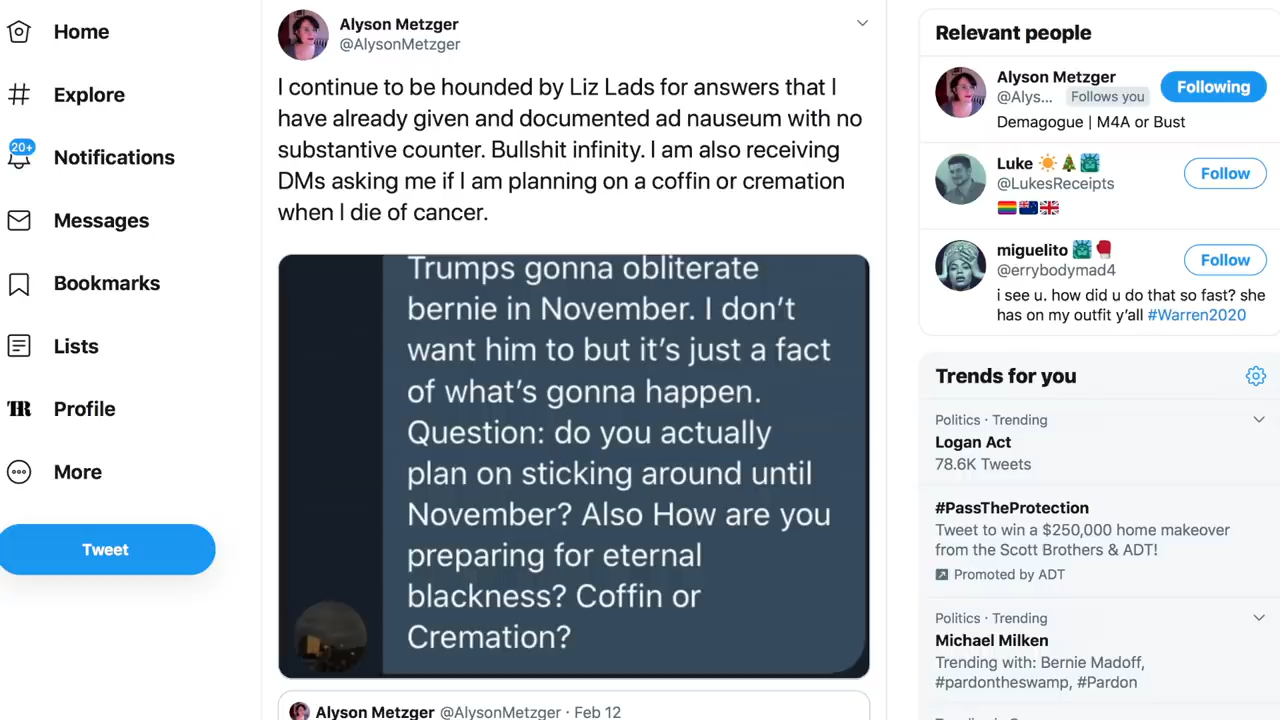 Home
Explore
20+
Notifications
Messages
Bookmarks
Lists
Profile
More
Tweet
Alyson Metzger
@AlysonMetzger
I continue to be hounded by Liz Lads for answers that I
have already given and documented ad nauseum with no
substantive counter. Bullshit infinity. I am also receiving
DMs asking me if I am planning on a coffin or cremation
when I die of cancer.
Trumps gonna obliterate
bernie in November. I don't
want him to but it's just a fact
of what's gonna happen.
Question: do you actually
plan on sticking around until
November? Also How are you
preparing for eternal
blackness? Coffin or
Cremation?
Alyson Metzger @AlysonMetzger · Feb 12
Relevant people
Alyson Metzger
@Alys... Follows you
Following
Demagogue | M4A or Bust
Luke
@LukesReceipts
Follow
miguelito
@errybodymad4
Follow
i see u. how did u do that so fast? she
has on my outfit y'all #Warren2020
Trends for you
Politics · Trending
Logan Act
78.6K Tweets
#PassTheProtection
Tweet to win a $250,000 home makeover
from the Scott Brothers & ADT!
Promoted by ADT
Politics · Trending
Michael Milken
Trending with: Bernie Madoff,
#pardontheswamp, #Pardon